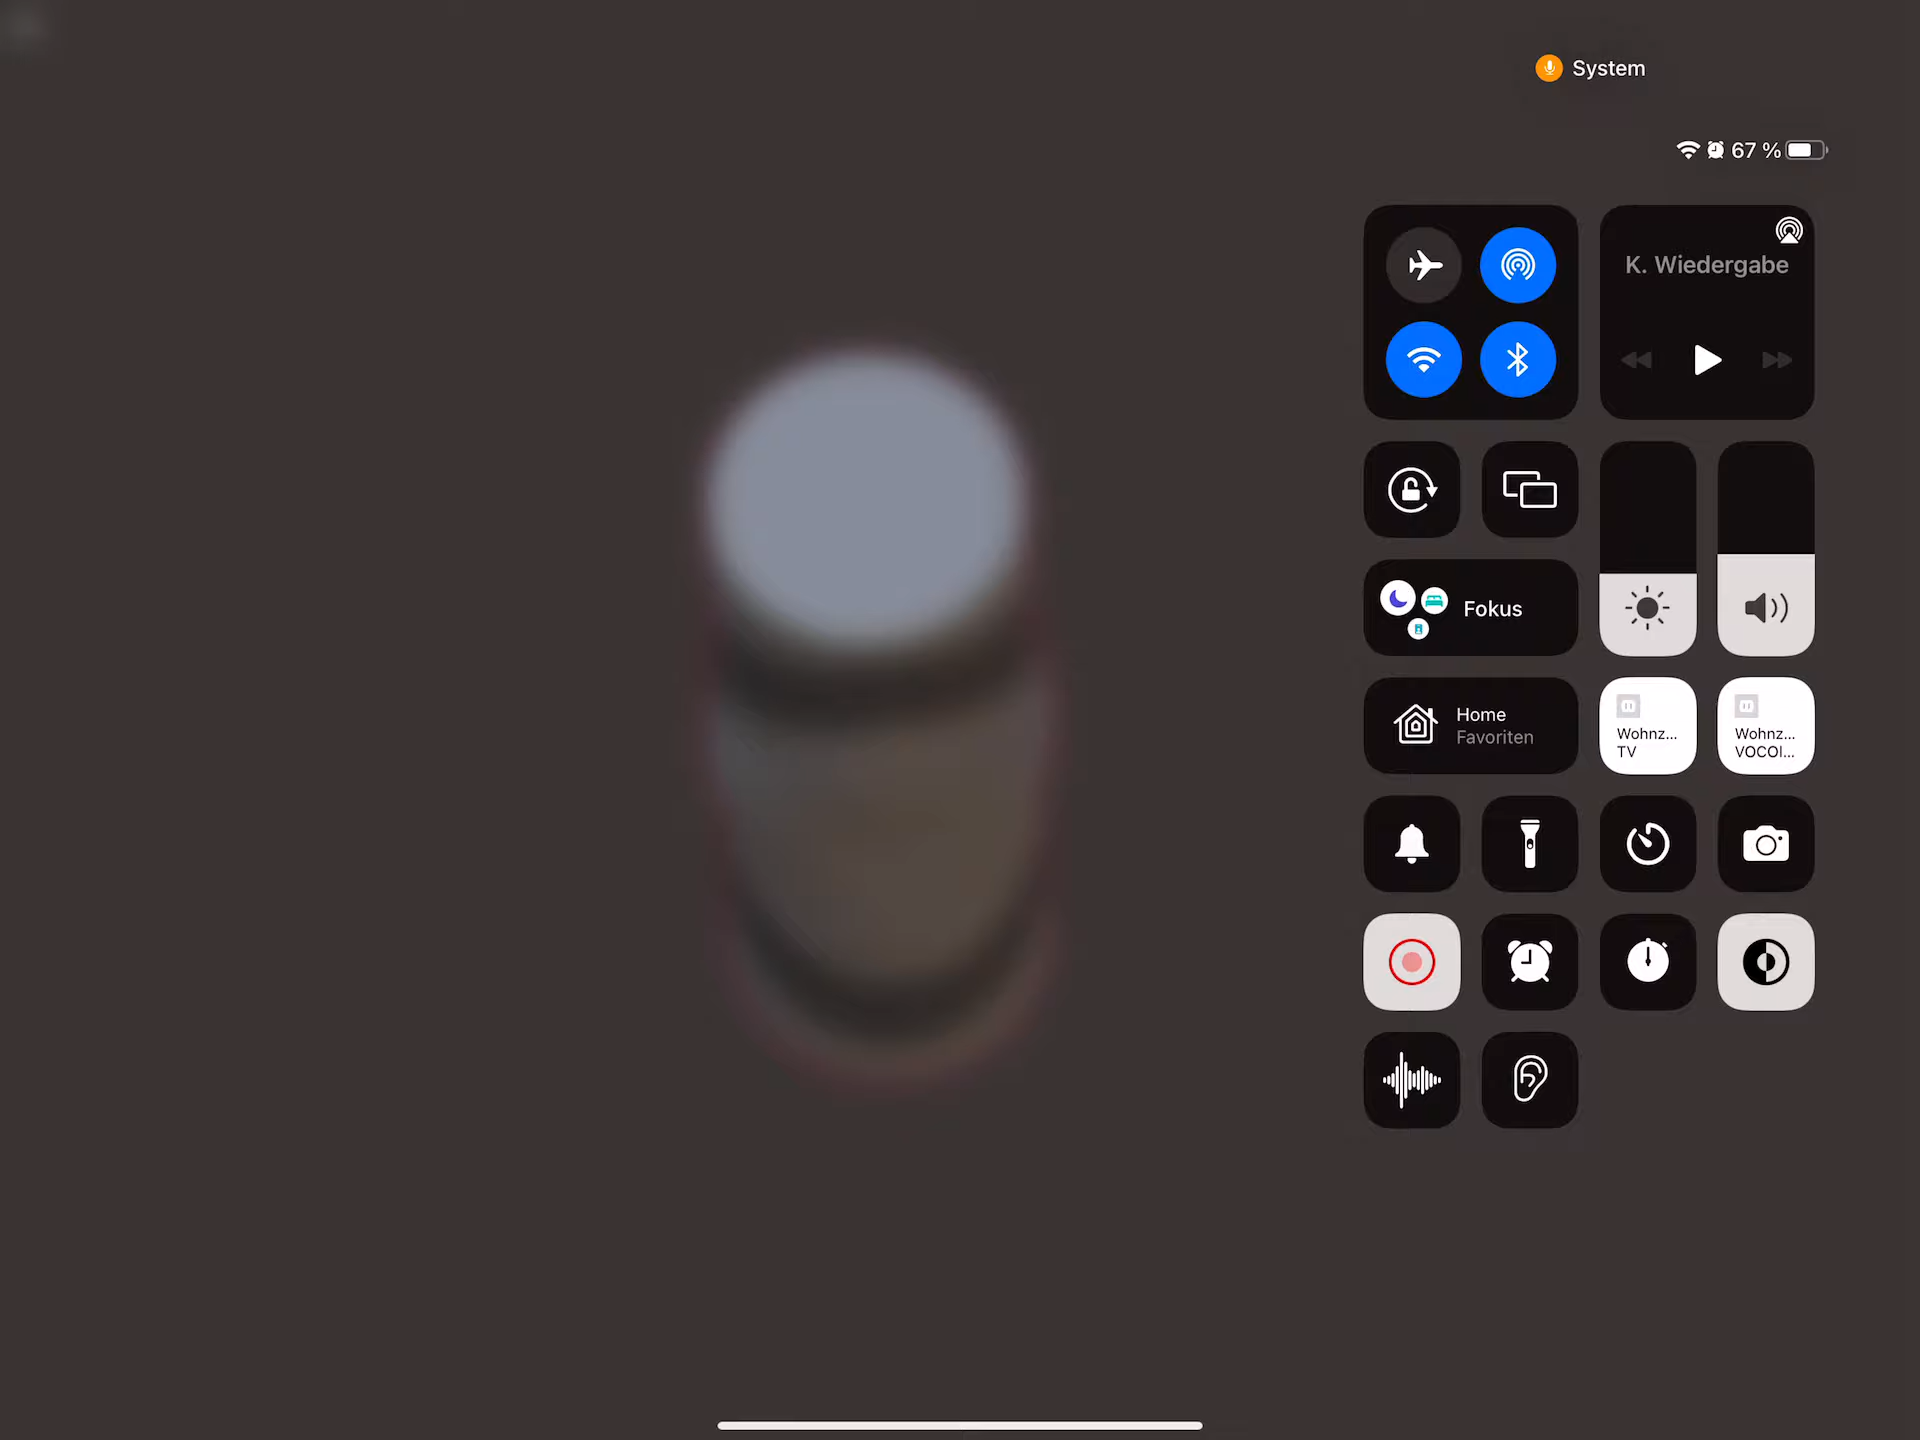 System
67 %
K. Wiedergabe
Fokus
Home
Favoriten
Wohnz...
TV
Wohnz...
VOCOl...